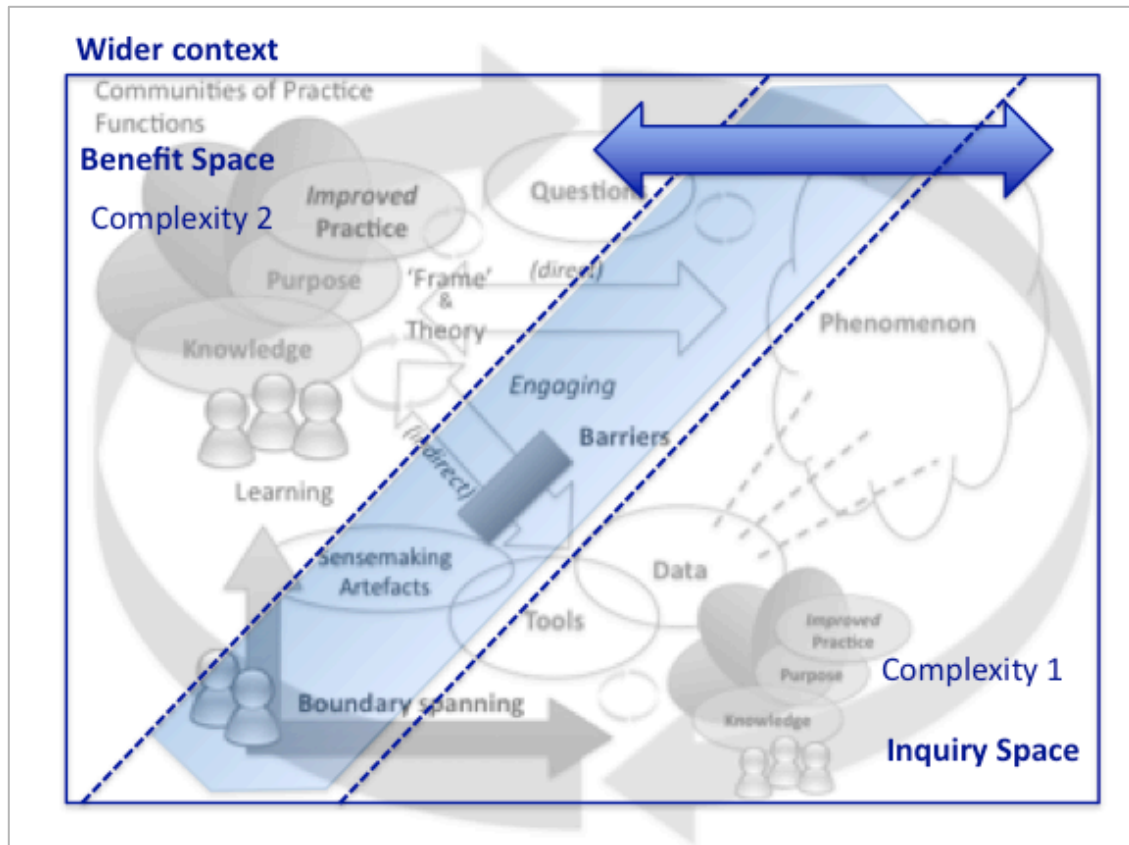 Wider context
Communities of Practice
Functions
Benefit Space
Complexity 2
Improved
Practice
Purpose
Knowledge
Questions
(direct)
'Frame'
&
Theory
Phenomenon
Engaging
Barriers
(indirect)
Learning
Sensemaking
Artefacts
Data
Tools
Improved
Practice
Purpose
Knowledge
Complexity 1
Boundary spanning
Inquiry Space